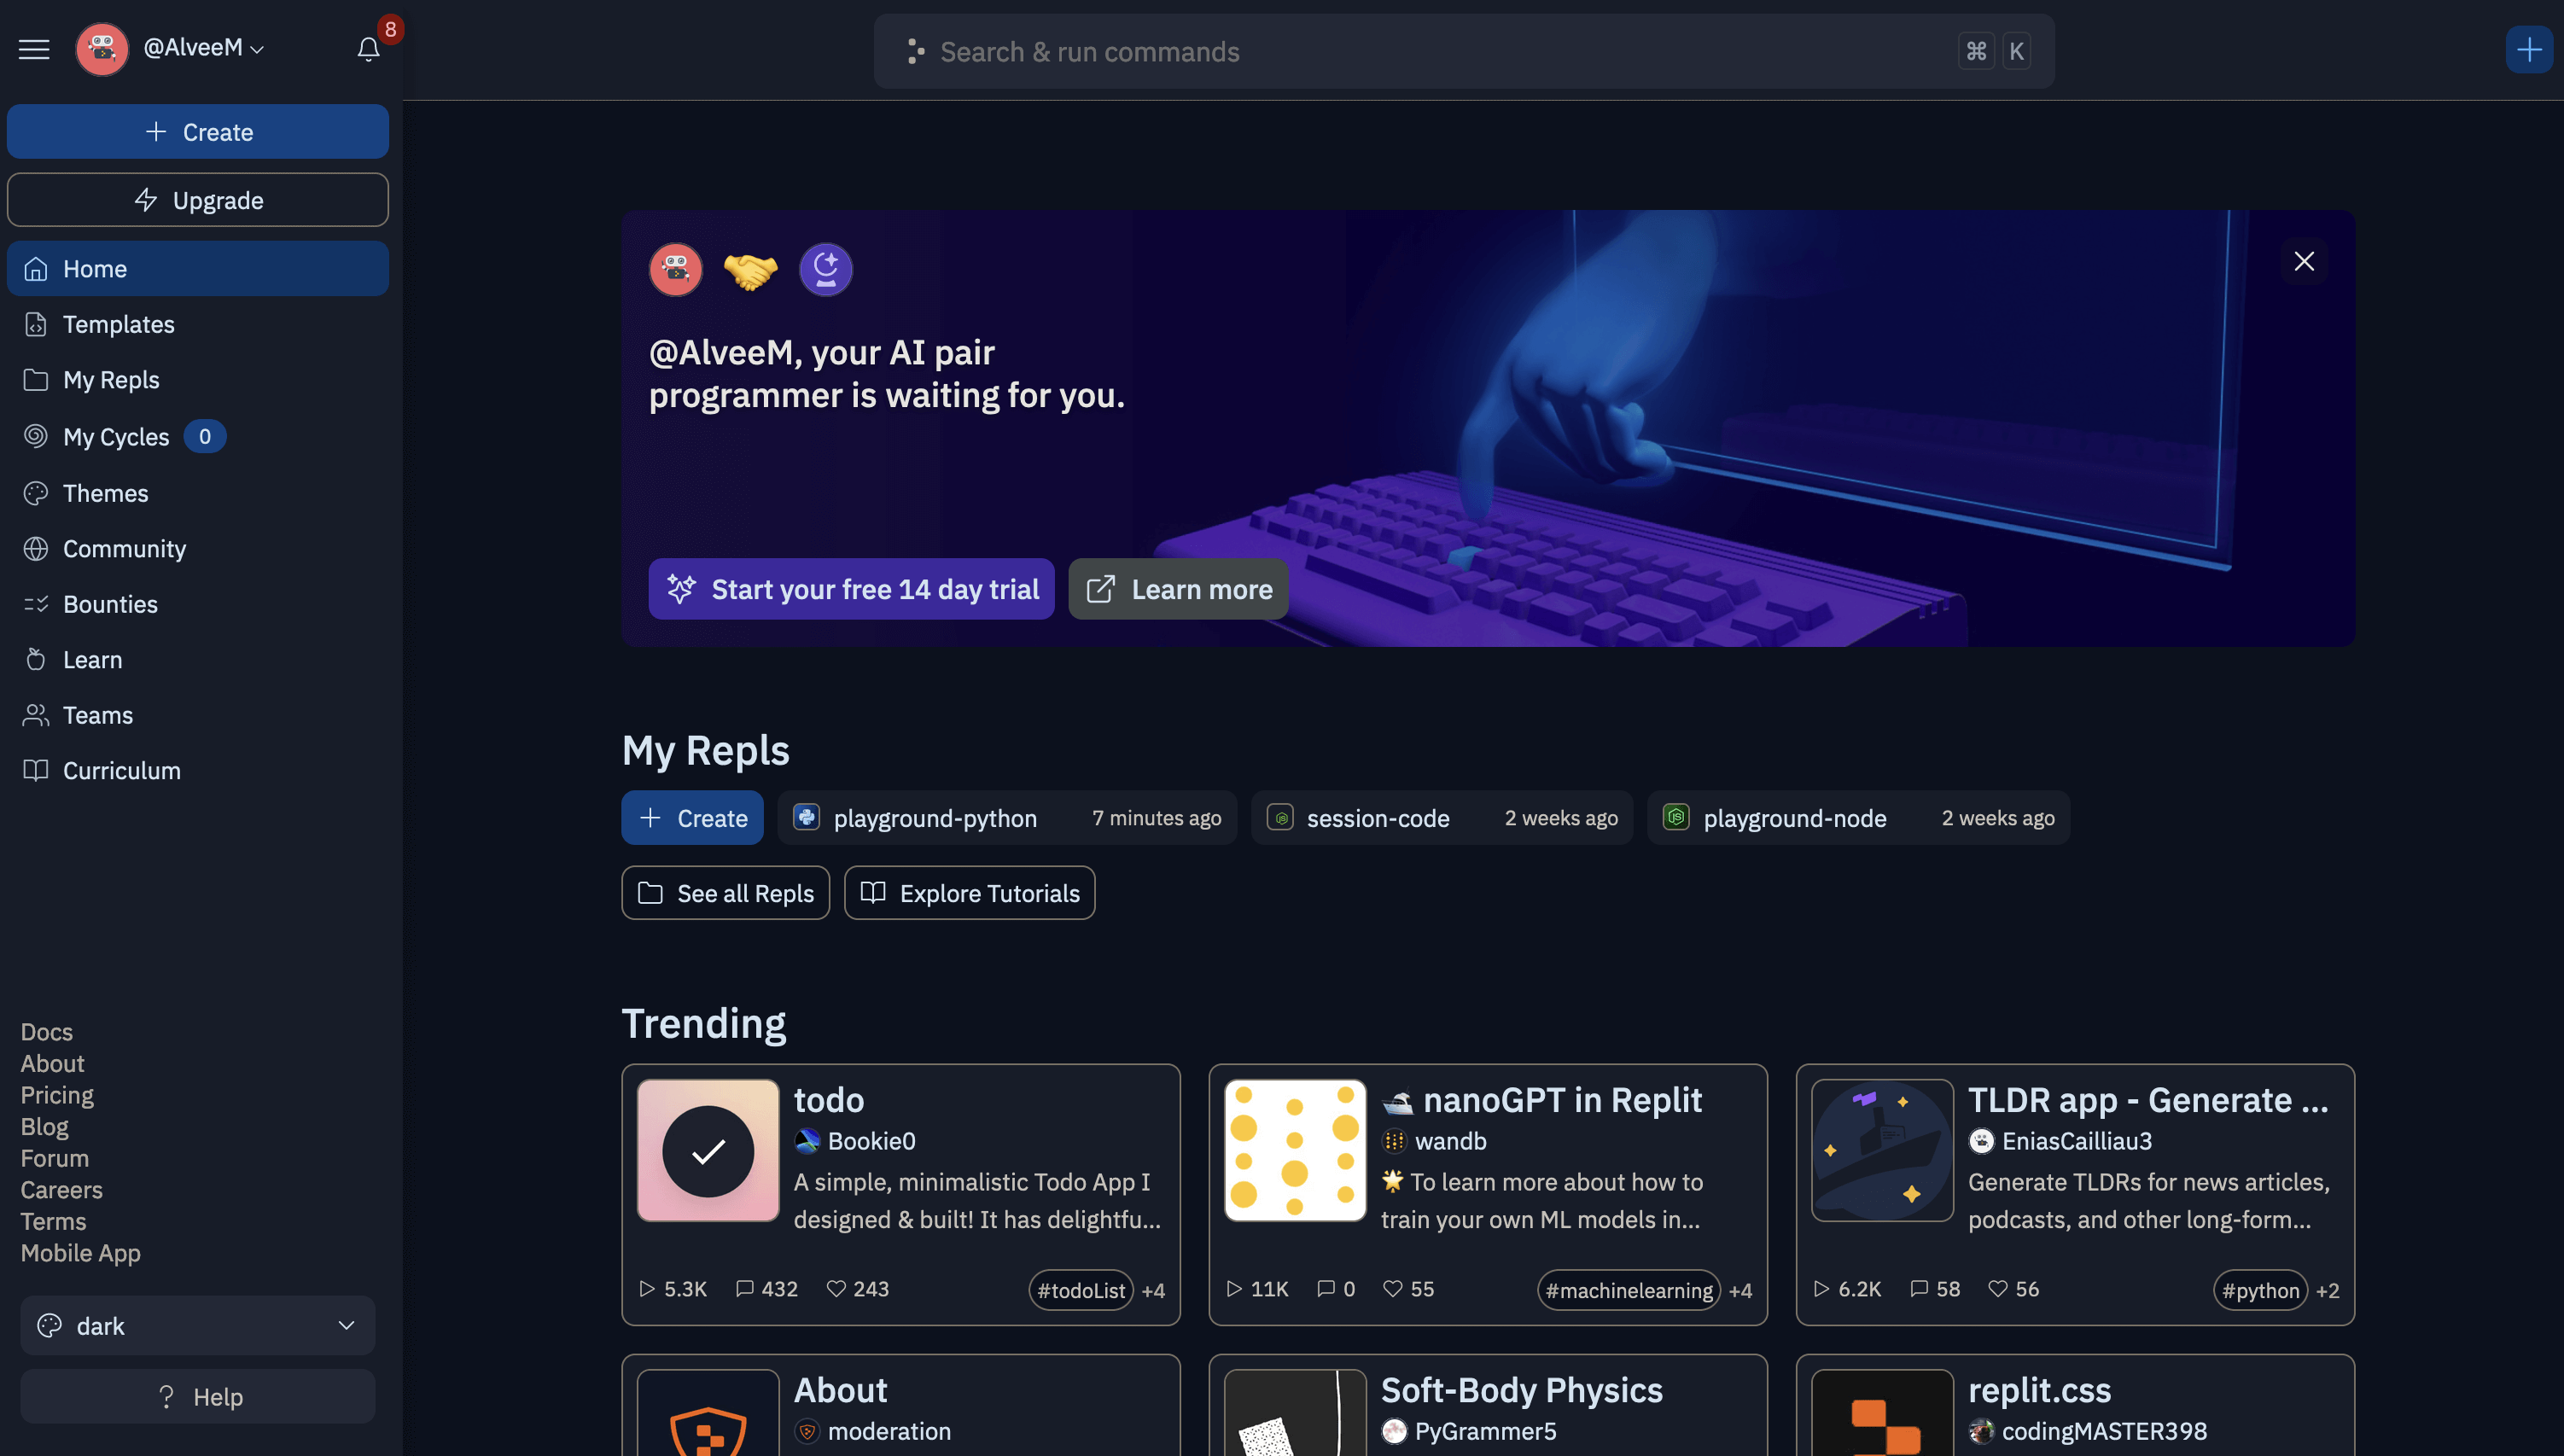 @AlveeM
8
Search & run commands
⌘ K
+ Create
Upgrade
Home
Templates
My Repls
My Cycles 0
Themes
Community
Bounties
Learn
Teams
Curriculum
Docs
About
Pricing
Blog
Forum
Careers
Terms
Mobile App
dark
? Help
@AlveeM, your AI pair
programmer is waiting for you.
Start your free 14 day trial
Learn more
My Repls
+ Create
playground-python 7 minutes ago
session-code 2 weeks ago
playground-node 2 weeks ago
See all Repls
Explore Tutorials
Trending
todo
Bookie0
A simple, minimalistic Todo App I
designed & built! It has delightfu...
5.3K 432 243 #todoList +4
nanoGPT in Replit
wandb
🌟 To learn more about how to
train your own ML models in...
11K 0 55 #machinelearning +4
TLDR app - Generate ...
EniasCailliau3
Generate TLDRs for news articles,
podcasts, and other long-form...
6.2K 58 56 #python +2
About
moderation
Soft-Body Physics
PyGrammer5
replit.css
codingMASTER398